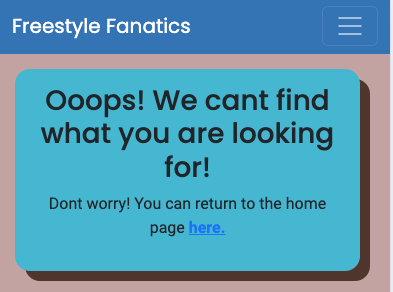 Freestyle Fanatics
Ooops! We cant find
what you are looking
for!
Dont worry! You can return to the home
page here.